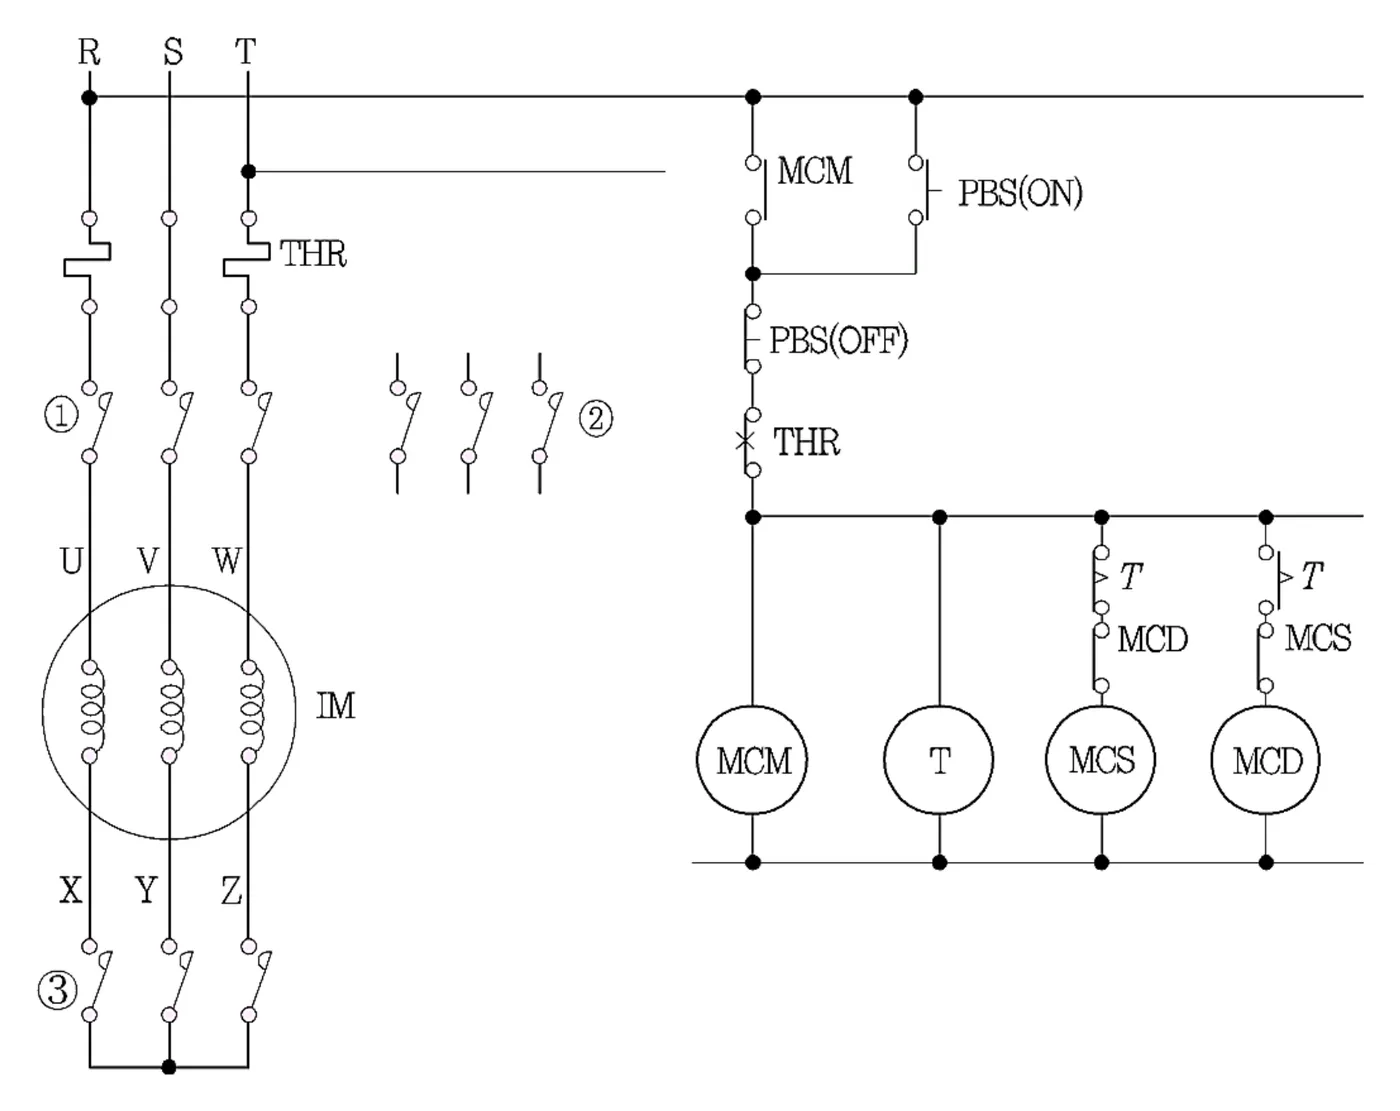 R S T
MCM
PBS(ON)
THR
PBS(OFF)
① ②
THR
U V W
T T
MCD MCS
IM
MCM T MCS MCD
X Y Z
③